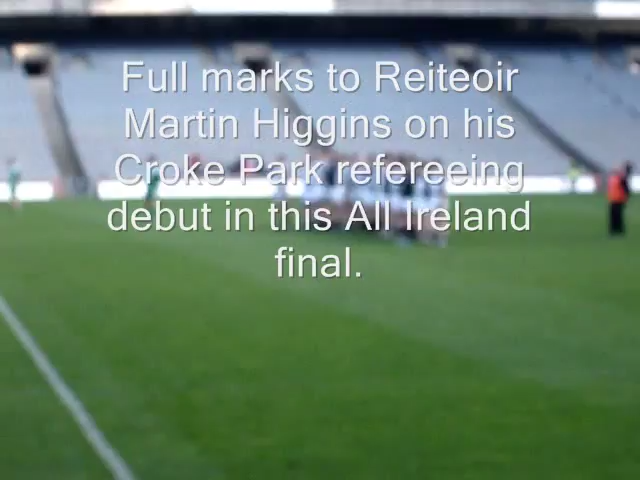 Full marks to Reiteoir
Martin Higgins on his
Croke Park refereeing
debut in this All Ireland
final.